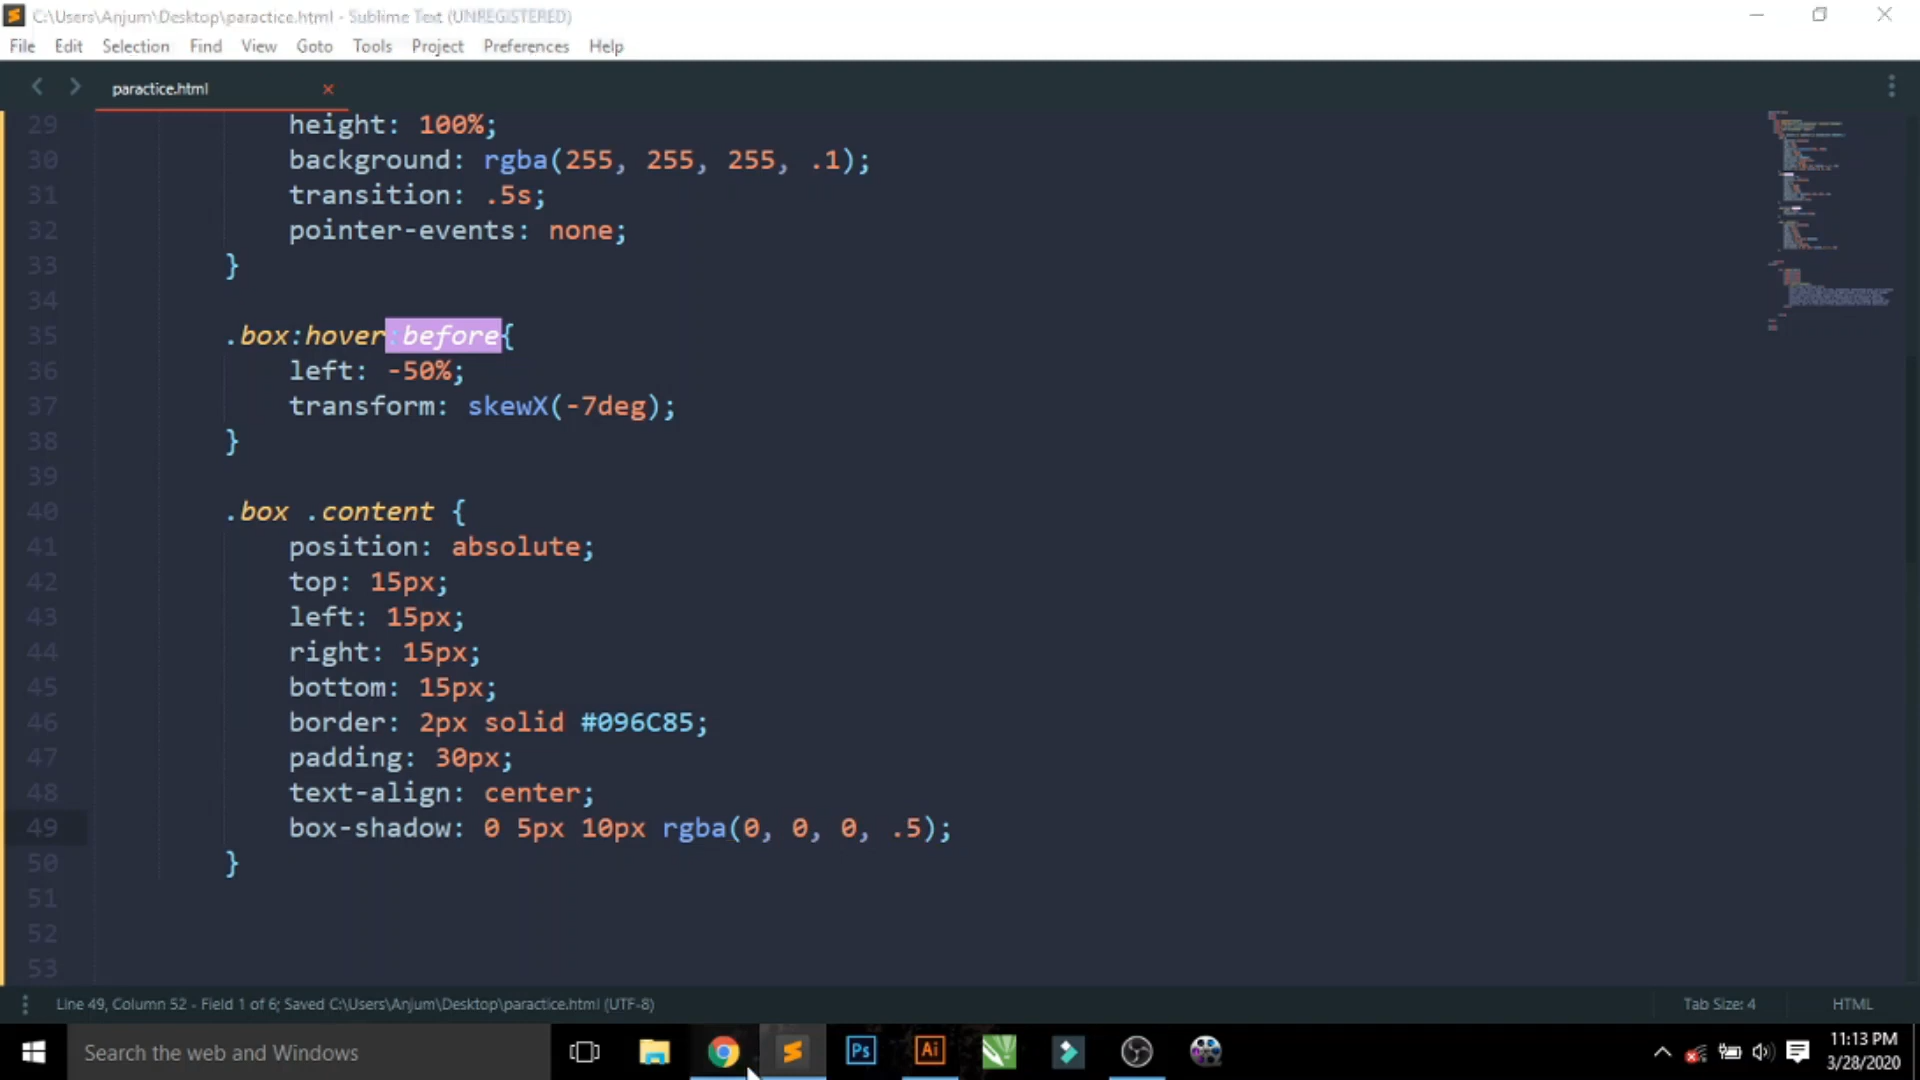 C:\Users\Anjum\Desktop\paractice.html - Sublime Text (UNREGISTERED)
File Edit Selection Find View Goto Tools Project Preferences Help
paractice.html
29 height: 100%;
30 background: rgba(255, 255, 255, .1);
31 transition: .5s;
32 pointer-events: none;
33 }
34
35 .box:hover:before{
36 left: -50%;
37 transform: skewX(-7deg);
38 }
39
40 .box .content {
41 position: absolute;
42 top: 15px;
43 left: 15px;
44 right: 15px;
45 bottom: 15px;
46 border: 2px solid #096C85;
47 padding: 30px;
48 text-align: center;
49 box-shadow: 0 5px 10px rgba(0, 0, 0, .5);
50 }
51
52
53
Line 49, Column 52 - Field 1 of 6; Saved C:\Users\Anjum\Desktop\paractice.html (UTF-8) Tab Size: 4 HTML
Search the web and Windows Ps Ai 11:13 PM
3/28/2020